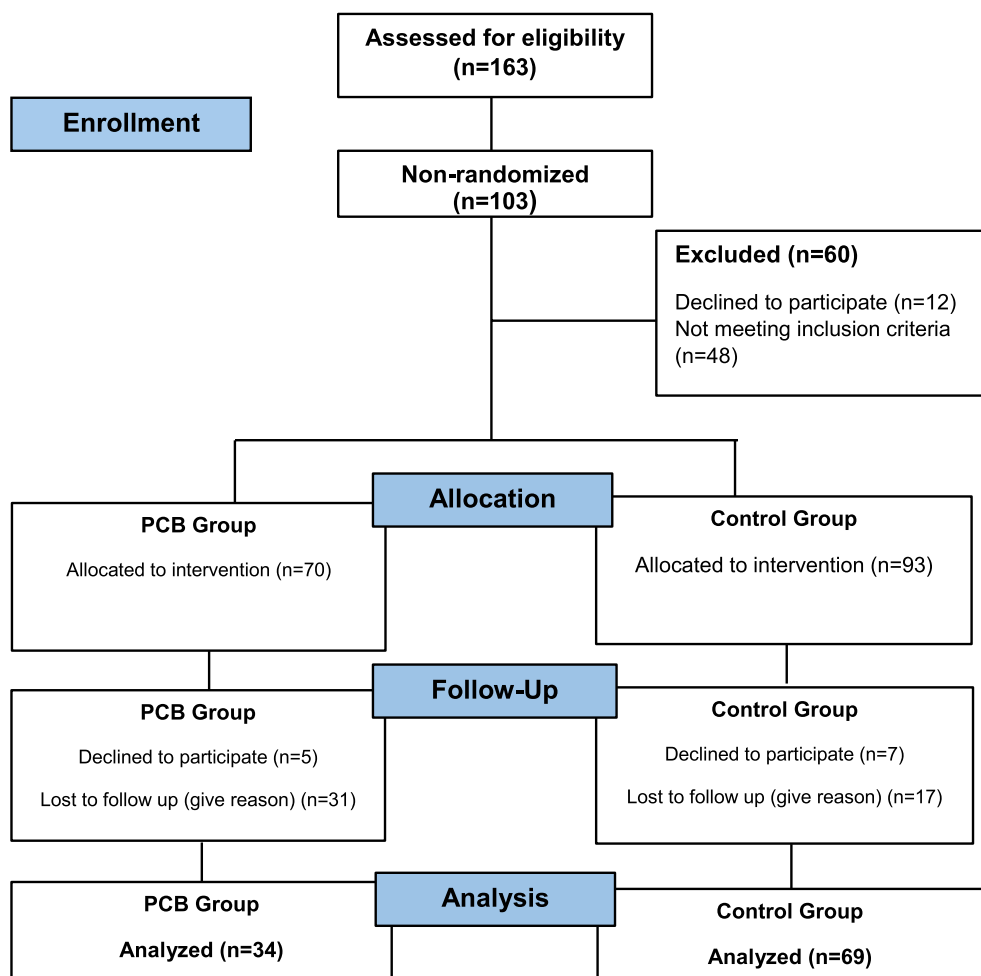 Assessed for eligibility
(n=163)
Enrollment
Non-randomized
(n=103)
Excluded (n=60)
Declined to participate (n=12)
Not meeting inclusion criteria
(n=48)
Allocation
PCB Group
Allocated to intervention (n=70)
Control Group
Allocated to intervention (n=93)
Follow-Up
PCB Group
Declined to participate (n=5)
Lost to follow up (give reason) (n=31)
Control Group
Declined to participate (n=7)
Lost to follow up (give reason) (n=17)
Analysis
PCB Group
Analyzed (n=34)
Control Group
Analyzed (n=69)